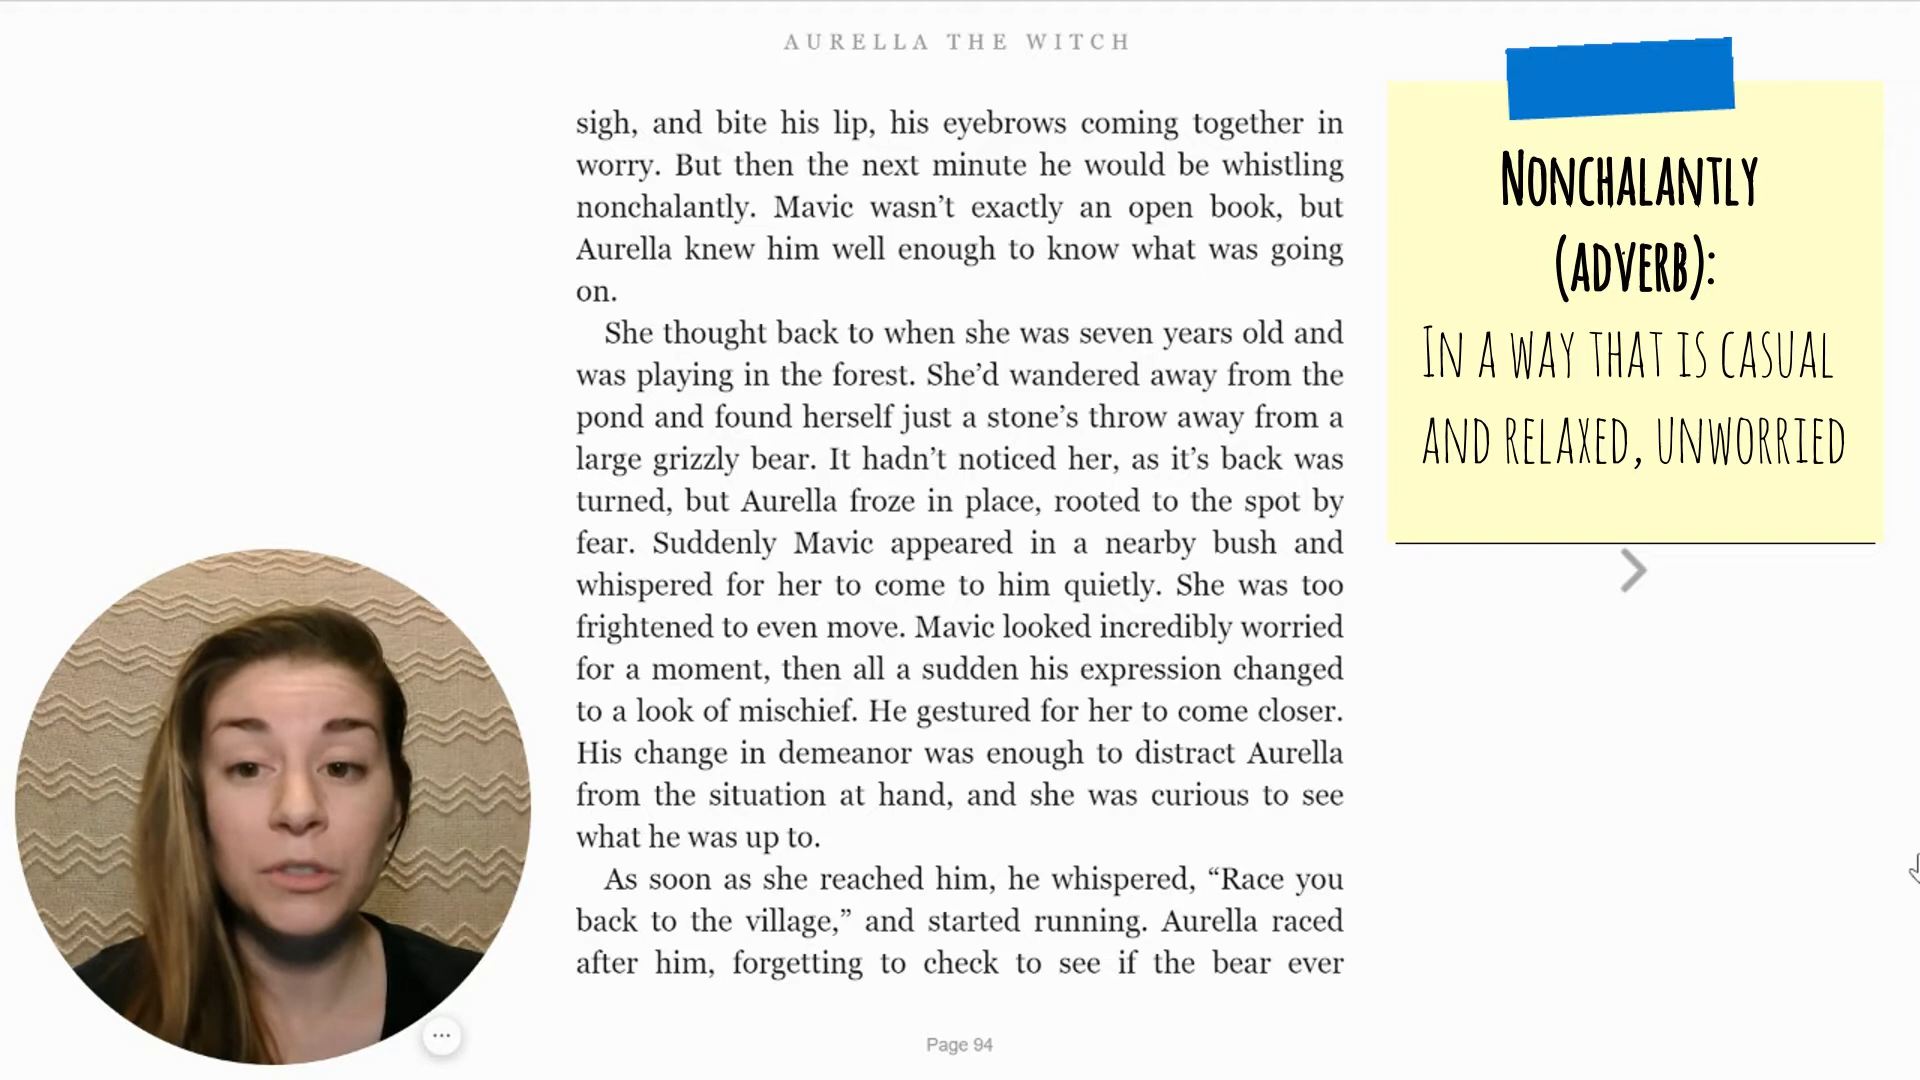 AURELLA THE WITCH
sigh, and bite his lip, his eyebrows coming together in
worry. But then the next minute he would be whistling
nonchalantly. Mavic wasn’t exactly an open book, but
Aurella knew him well enough to know what was going
on.
She thought back to when she was seven years old and
was playing in the forest. She’d wandered away from the
pond and found herself just a stone’s throw away from a
large grizzly bear. It hadn’t noticed her, as it’s back was
turned, but Aurella froze in place, rooted to the spot by
fear. Suddenly Mavic appeared in a nearby bush and
whispered for her to come to him quietly. She was too
frightened to even move. Mavic looked incredibly worried
for a moment, then all a sudden his expression changed
to a look of mischief. He gestured for her to come closer.
His change in demeanor was enough to distract Aurella
from the situation at hand, and she was curious to see
what he was up to.
As soon as she reached him, he whispered, “Race you
back to the village,” and started running. Aurella raced
after him, forgetting to check to see if the bear ever
Page 94
NONCHALANTLY
(ADVERB):
IN A WAY THAT IS CASUAL
AND RELAXED, UNWORRIED